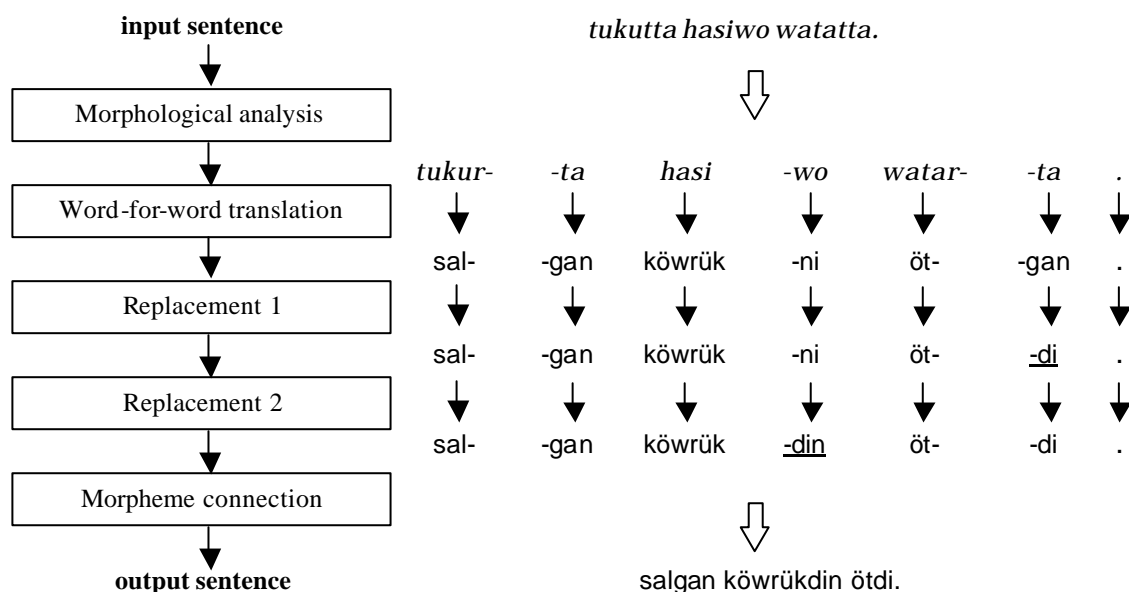 input sentence
tukutta hasiwo watatta.
Morphological analysis
tukur- -ta hasi -wo watar- -ta .
Word-for-word translation
sal- -gan köwrük -ni öt- -gan .
Replacement 1
sal- -gan köwrük -ni öt- -di .
Replacement 2
sal- -gan köwrük -din öt- -di .
Morpheme connection
output sentence
salgan köwrükdin ötdi.